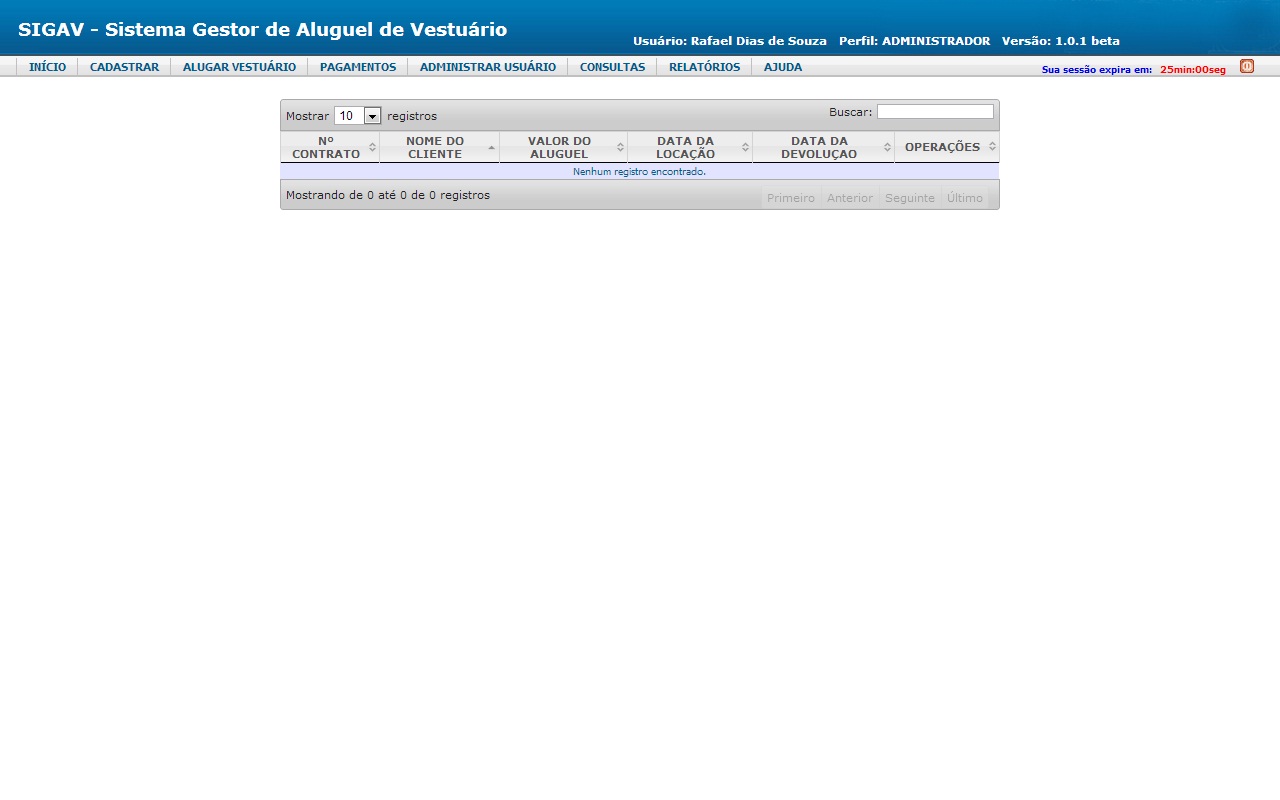 SIGAV - Sistema Gestor de Aluguel de Vestuário
Usuário: Rafael Dias de Souza Perfil: ADMINISTRADOR Versão: 1.0.1 beta
INÍCIO CADASTRAR ALUGAR VESTUÁRIO PAGAMENTOS ADMINISTRAR USUÁRIO CONSULTAS RELATÓRIOS AJUDA
Sua sessão expira em: 25min:00seg
Mostrar 10 registros
Buscar:
Nº CONTRATO
NOME DO CLIENTE
VALOR DO ALUGUEL
DATA DA LOCAÇÃO
DATA DA DEVOLUÇAO
OPERAÇÕES
Nenhum registro encontrado.
Mostrando de 0 até 0 de 0 registros
Primeiro Anterior Seguinte Último